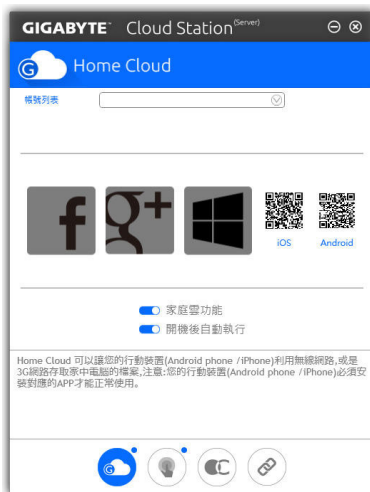 GIGABYTE™ Cloud Station (Server)
Home Cloud
帳號列表
iOS
Android
家庭雲功能
開機後自動執行
Home Cloud 可以讓您的行動裝置(Android phone /iPhone)利用無線網路,或是
3G網路存取家中電腦的檔案,注意:您的行動裝置(Android phone /iPhone)必須安
裝對應的APP才能正常使用。